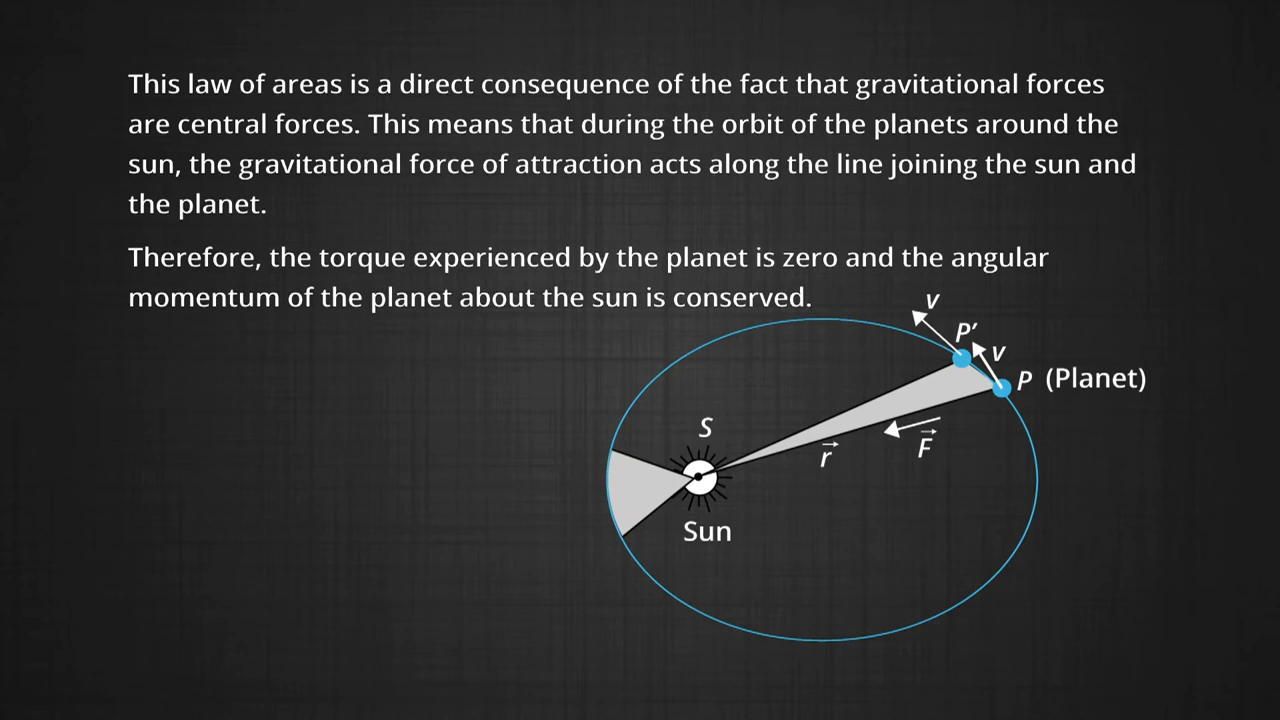 This law of areas is a direct consequence of the fact that gravitational forces
are central forces. This means that during the orbit of the planets around the
sun, the gravitational force of attraction acts along the line joining the sun and
the planet.
Therefore, the torque experienced by the planet is zero and the angular
momentum of the planet about the sun is conserved.
V
P′
V
P (Planet)
S
F⃗
r⃗
Sun